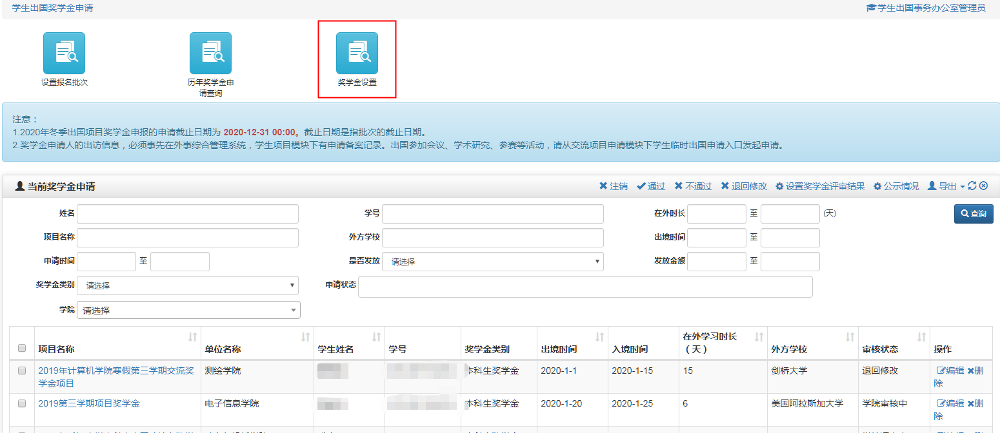 学生出国奖学金申请
学生出国事务办公室管理员
设置报名批次
历年奖学金申
请查询
奖学金设置
注意：
1.2020年冬季出国项目奖学金申报的申请截止日期为 2020-12-31 00:00。截止日期是指批次的截止日期。
2.奖学金申请人的出访信息，必须事先在外事综合管理系统，学生项目模块下有申请备案记录。出国参加会议、学术研究、参赛等活动，请从交流项目申请模块下学生临时出国申请入口发起申请。
当前奖学金申请
注销 通过 不通过 退回修改 设置奖学金评审结果 公示情况 导出
姓名 学号 在外时长 至 (天) 查询
项目名称 外方学校 出境时间 至
申请时间 至 是否发放 请选择 发放金额 至
奖学金类别 请选择 申请状态
学院 请选择
项目名称 单位名称 学生姓名 学号 奖学金类别 出境时间 入境时间 在外学习时长
（天） 外方学校 审核状态 操作
2019年计算机学院寒假第三学期交流奖 测绘学院 本科生奖学金 2020-1-1 2020-1-15 15 剑桥大学 退回修改 编辑 删
学金项目 除
2019第三学期项目奖学金 电子信息学院 本科生奖学金 2020-1-20 2020-1-25 6 美国阿拉斯加大学 学院审核中 编辑 删
除